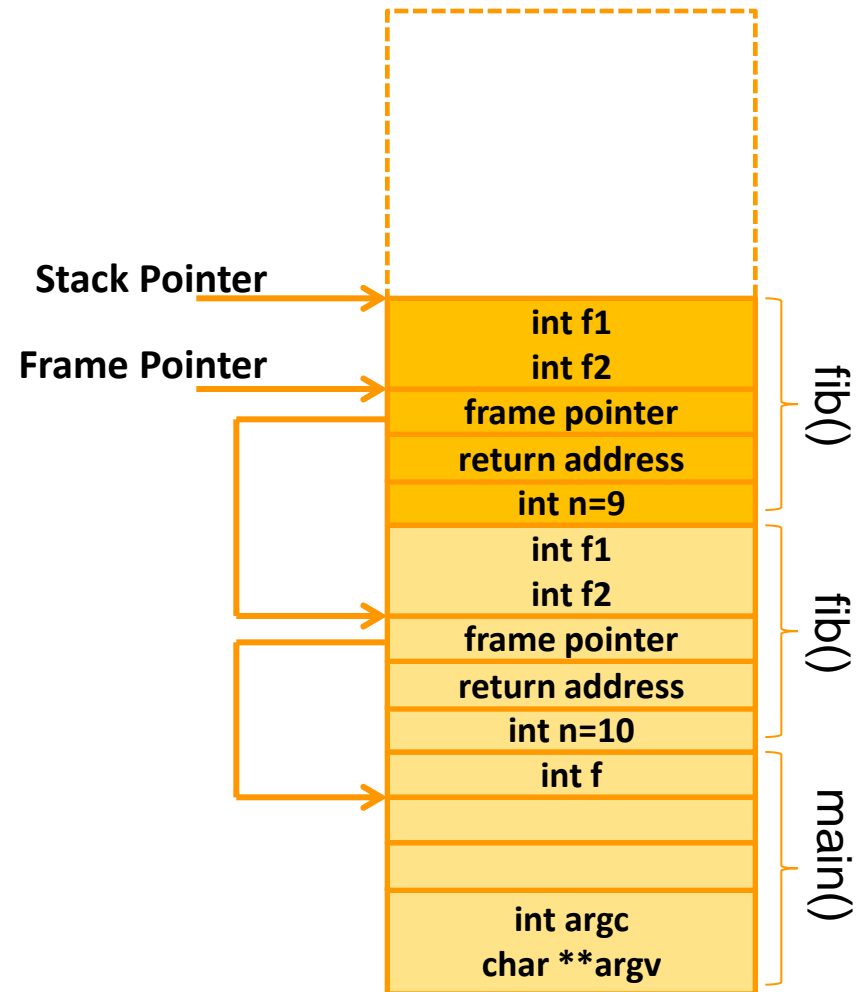 Stack Pointer
Frame Pointer
int f1
int f2
frame pointer
return address
int n=9
fib()
int f1
int f2
frame pointer
return address
int n=10
fib()
int f
int argc
char **argv
main()